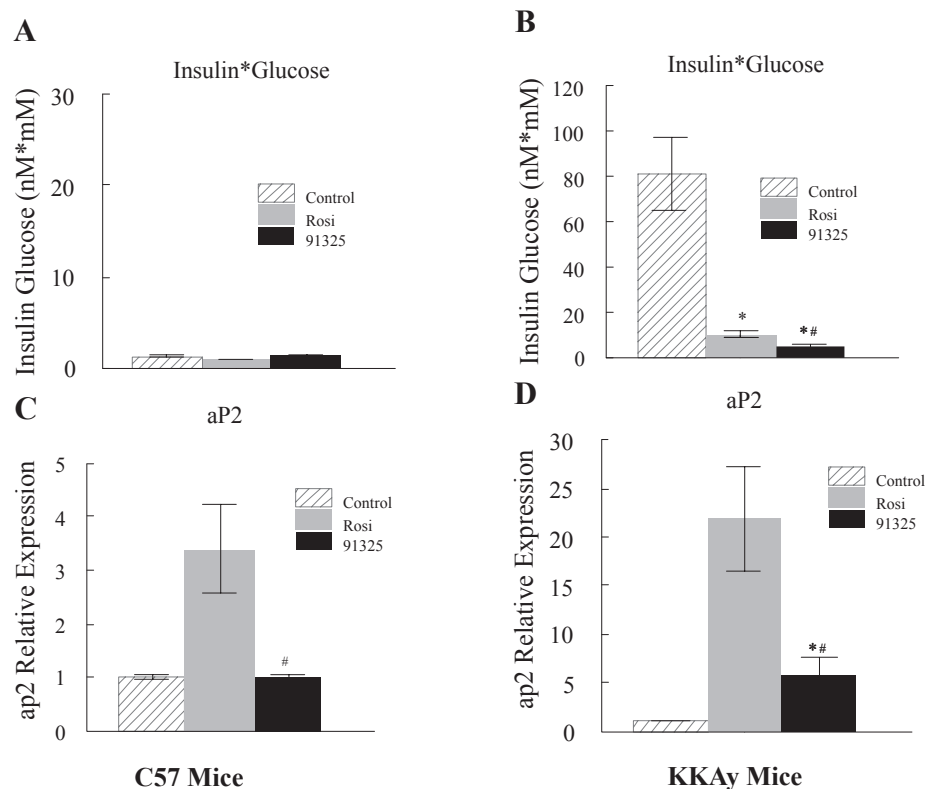 A
Insulin*Glucose
Insulin Glucose (nM*mM)
30
20
10
0
Control
Rosi
91325
B
Insulin*Glucose
Insulin Glucose (nM*mM)
120
100
80
60
40
20
0
Control
Rosi
91325
*
*#
C
aP2
ap2 Relative Expression
5
4
3
2
1
0
Control
Rosi
91325
#
C57 Mice
D
aP2
ap2 Relative Expression
30
25
20
15
10
5
0
Control
Rosi
91325
*#
KKAy Mice